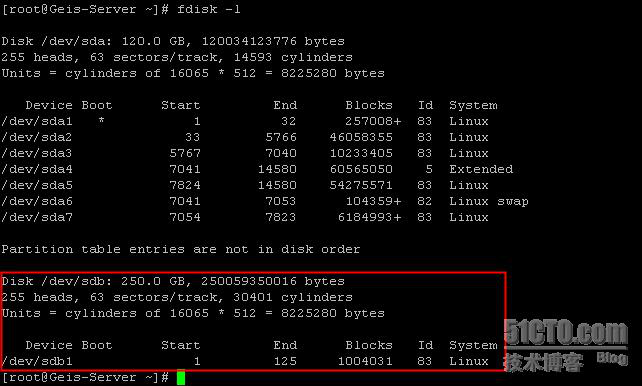 [root@Geis-Server ~]# fdisk -l
Disk /dev/sda: 120.0 GB, 120034123776 bytes
255 heads, 63 sectors/track, 14593 cylinders
Units = cylinders of 16065 * 512 = 8225280 bytes
Device Boot Start End Blocks Id System
/dev/sda1 * 1 32 257008+ 83 Linux
/dev/sda2 33 5766 46058355 83 Linux
/dev/sda3 5767 7040 10233405 83 Linux
/dev/sda4 7041 14580 60565050 5 Extended
/dev/sda5 7824 14580 54275571 83 Linux
/dev/sda6 7041 7053 104359+ 82 Linux swap
/dev/sda7 7054 7823 6184993+ 83 Linux
Partition table entries are not in disk order
Disk /dev/sdb: 250.0 GB, 250059350016 bytes
255 heads, 63 sectors/track, 30401 cylinders
Units = cylinders of 16065 * 512 = 8225280 bytes
Device Boot Start End Blocks Id System
/dev/sdb1 1 125 1004031 83 Linux
[root@Geis-Server ~]#
51CTO.com
技术博客 Blog